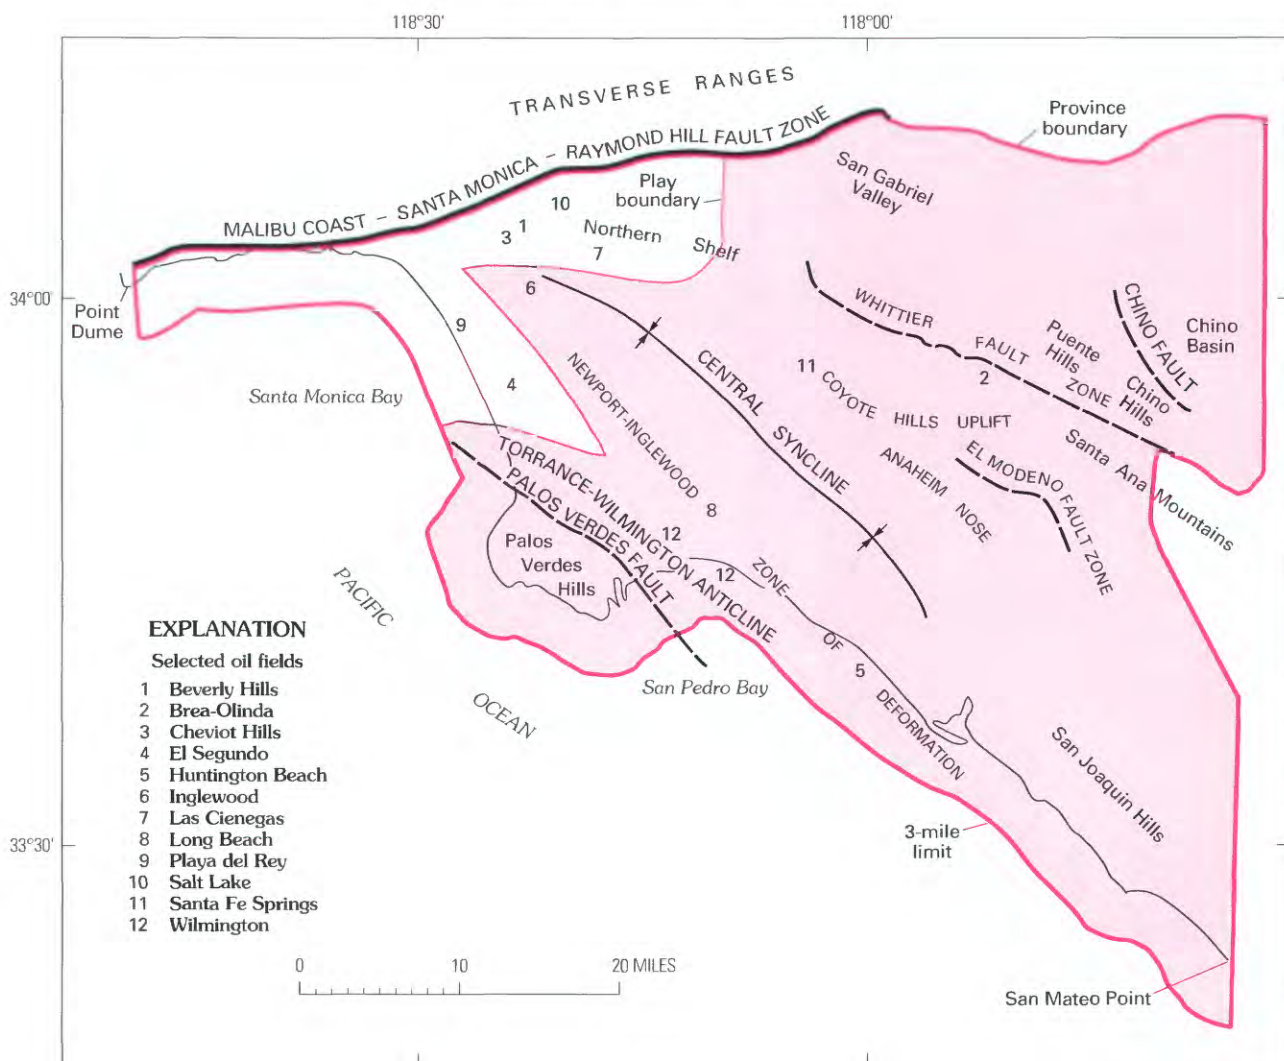 118°30'
118°00'
TRANSVERSE RANGES
Province
boundary
MALIBU COAST – SANTA MONICA – RAYMOND HILL FAULT ZONE
San Gabriel
Valley
Play
boundary
10
1
3
Northern Shelf
7
34°00'
Point
Dume
6
9
4
WHITTIER FAULT ZONE
Puente
Hills
CHINO FAULT
Chino
Basin
Chino
Hills
2
11
Santa Monica Bay
NEWPORT-INGLEWOOD ZONE OF DEFORMATION
CENTRAL SYNCLINE
COYOTE HILLS UPLIFT
ANAHEIM NOSE
EL MODENO FAULT ZONE
Santa Ana Mountains
TORRANCE-WILMINGTON ANTICLINE
PALOS VERDES FAULT
8
12
12
Palos
Verdes
Hills
PACIFIC
OCEAN
San Pedro Bay
5
San Joaquin Hills
3-mile
limit
33°30'
San Mateo Point
EXPLANATION
Selected oil fields
1 Beverly Hills
2 Brea-Olinda
3 Cheviot Hills
4 El Segundo
5 Huntington Beach
6 Inglewood
7 Las Cienegas
8 Long Beach
9 Playa del Rey
10 Salt Lake
11 Santa Fe Springs
12 Wilmington
0 10 20 MILES